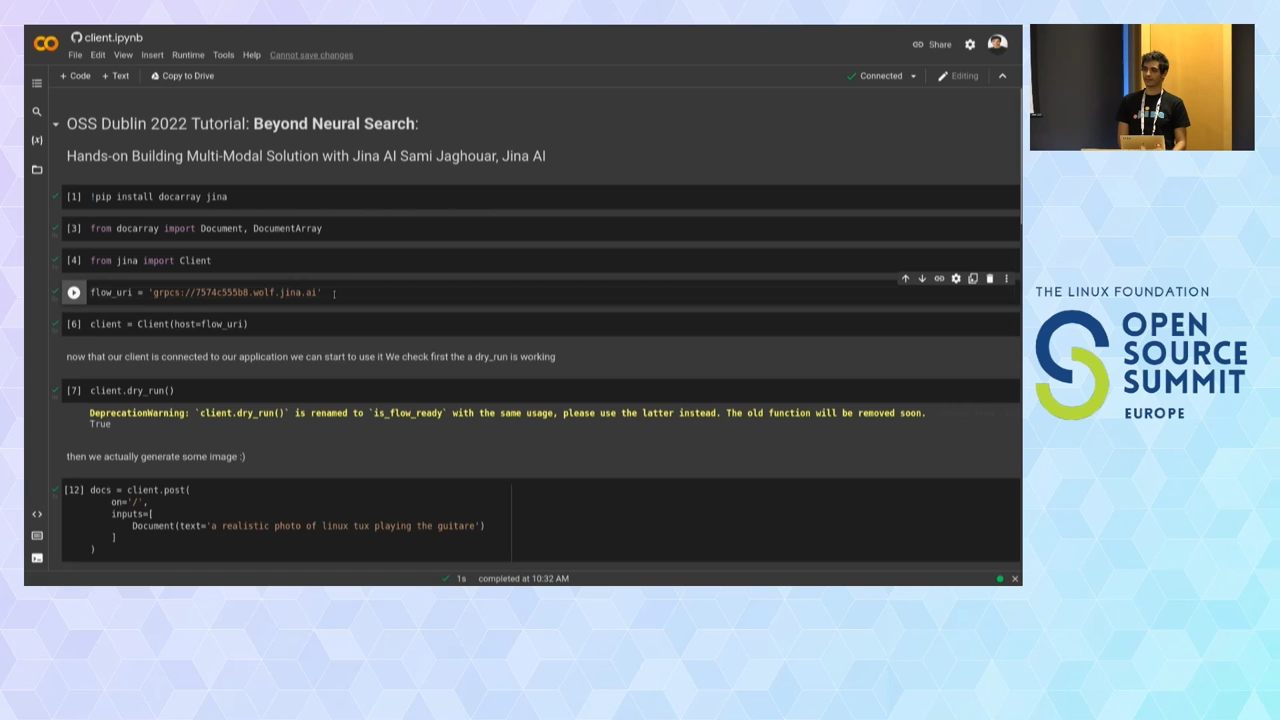 client.ipynb
File Edit View Insert Runtime Tools Help Cannot save changes
Share
+ Code + Text Copy to Drive
Connected
Editing
OSS Dublin 2022 Tutorial: Beyond Neural Search:
Hands-on Building Multi-Modal Solution with Jina AI Sami Jaghouar, Jina AI
[1] !pip install docarray jina
[3] from docarray import Document, DocumentArray
[4] from jina import Client
flow_uri = 'grpcs://7574c555b8.wolf.jina.ai'
[6] client = Client(host=flow_uri)
now that our client is connected to our application we can start to use it We check first the a dry_run is working
[7] client.dry_run()
DeprecationWarning: `client.dry_run()` is renamed to `is_flow_ready` with the same usage, please use the latter instead. The old function will be removed soon.
True
then we actually generate some image :)
[12] docs = client.post(
on='/',
inputs=[
Document(text='a realistic photo of linux tux playing the guitare')
]
)
1s completed at 10:32 AM
jina
THE LINUX FOUNDATION
OPEN
SOURCE
SUMMIT
EUROPE